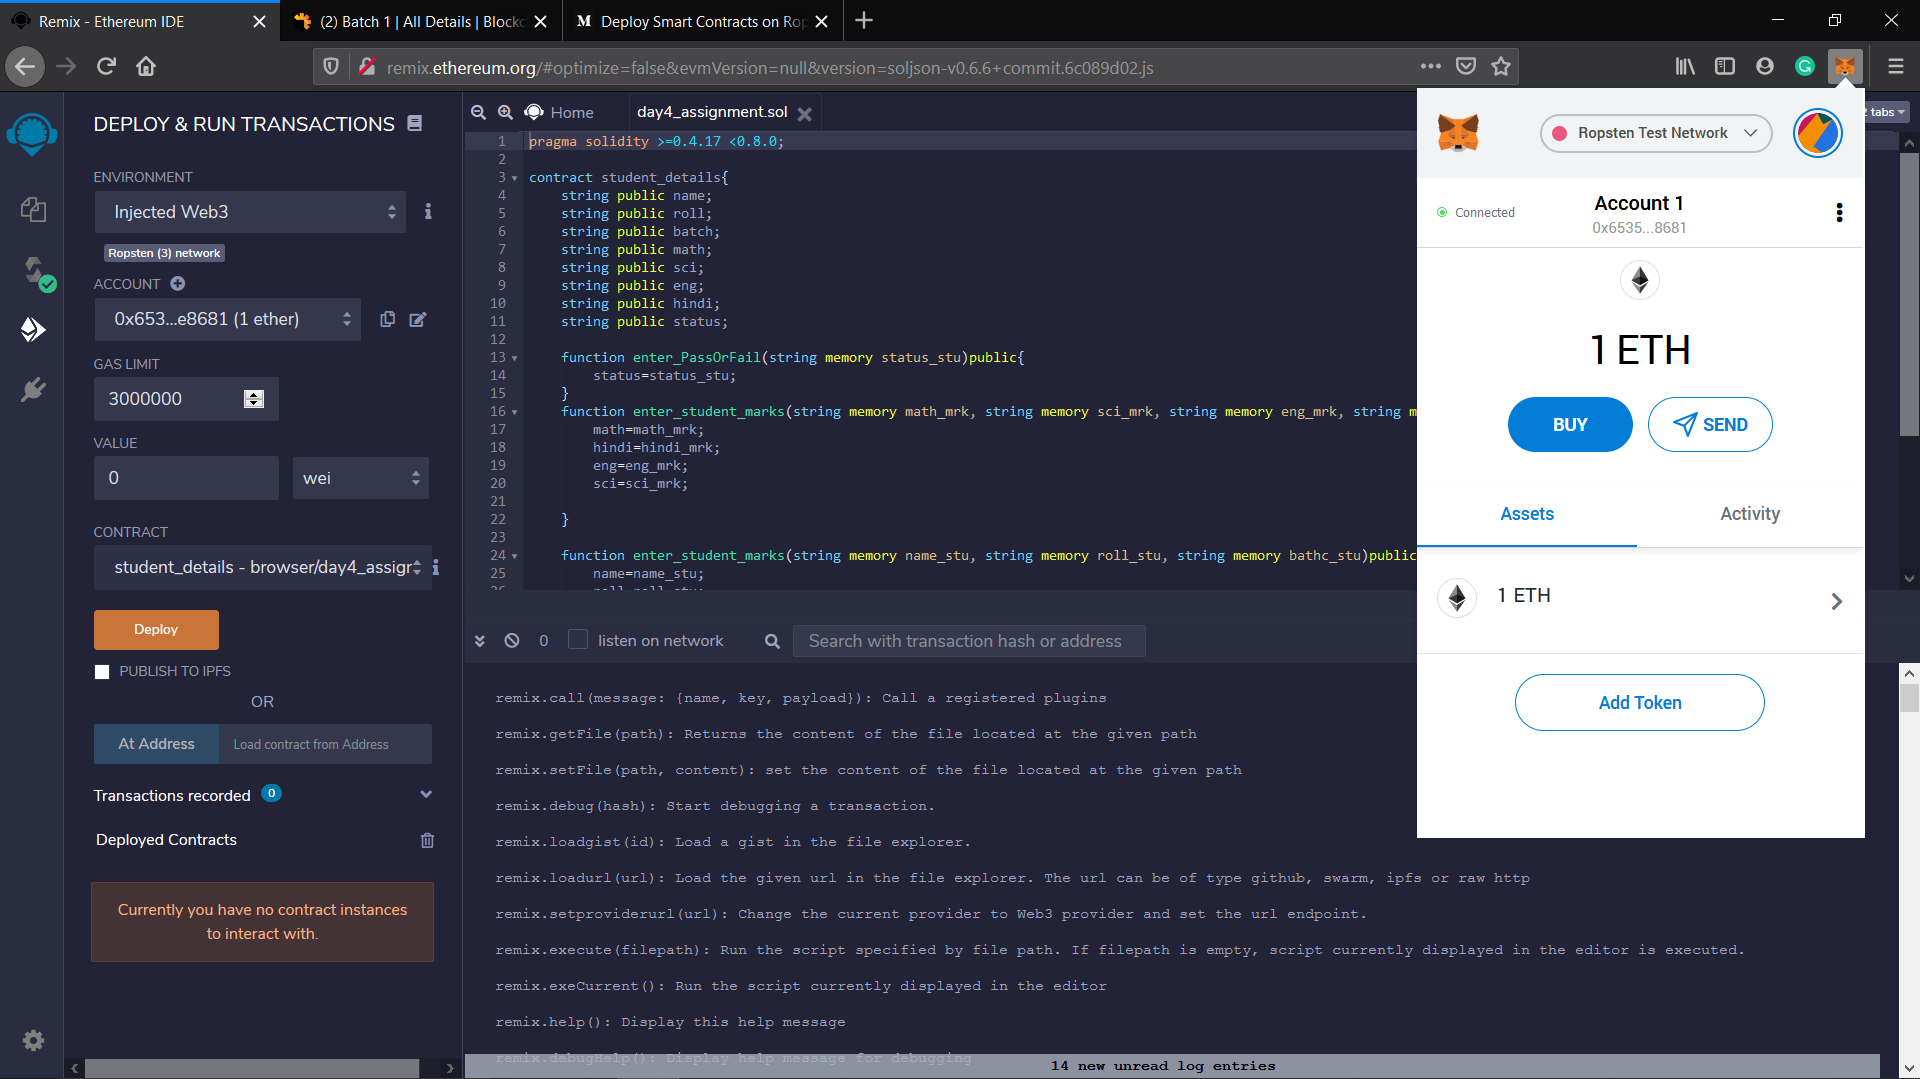 Remix - Ethereum IDE
(2) Batch 1 | All Details | Blockc
M Deploy Smart Contracts on Rop
remix.ethereum.org/#optimize=false&evmVersion=null&version=soljson-v0.6.6+commit.6c089d02.js
DEPLOY & RUN TRANSACTIONS
ENVIRONMENT
Injected Web3
Ropsten (3) network
ACCOUNT
0x653...e8681 (1 ether)
GAS LIMIT
3000000
VALUE
0
wei
CONTRACT
student_details - browser/day4_assigr
Deploy
PUBLISH TO IPFS
OR
At Address
Load contract from Address
Transactions recorded 0
Deployed Contracts
Currently you have no contract instances
to interact with.
Home
day4_assignment.sol
2 tabs
1 pragma solidity >=0.4.17 <0.8.0;
2
3 contract student_details{
4 string public name;
5 string public roll;
6 string public batch;
7 string public math;
8 string public sci;
9 string public eng;
10 string public hindi;
11 string public status;
12
13 function enter_PassOrFail(string memory status_stu)public{
14 status=status_stu;
15 }
16 function enter_student_marks(string memory math_mrk, string memory sci_mrk, string memory eng_mrk, string m
17 math=math_mrk;
18 hindi=hindi_mrk;
19 eng=eng_mrk;
20 sci=sci_mrk;
21
22 }
23
24 function enter_student_marks(string memory name_stu, string memory roll_stu, string memory bathc_stu)public
25 name=name_stu;
0
listen on network
Search with transaction hash or address
remix.call(message: {name, key, payload}): Call a registered plugins
remix.getFile(path): Returns the content of the file located at the given path
remix.setFile(path, content): set the content of the file located at the given path
remix.debug(hash): Start debugging a transaction.
remix.loadgist(id): Load a gist in the file explorer.
remix.loadurl(url): Load the given url in the file explorer. The url can be of type github, swarm, ipfs or raw http
remix.setproviderurl(url): Change the current provider to Web3 provider and set the url endpoint.
remix.execute(filepath): Run the script specified by file path. If filepath is empty, script currently displayed in the editor is executed.
remix.exeCurrent(): Run the script currently displayed in the editor
remix.help(): Display this help message
remix.debugHelp(): Display help message for debugging
14 new unread log entries
Ropsten Test Network
Connected
Account 1
0x6535...8681
1 ETH
BUY
SEND
Assets
Activity
1 ETH
Add Token